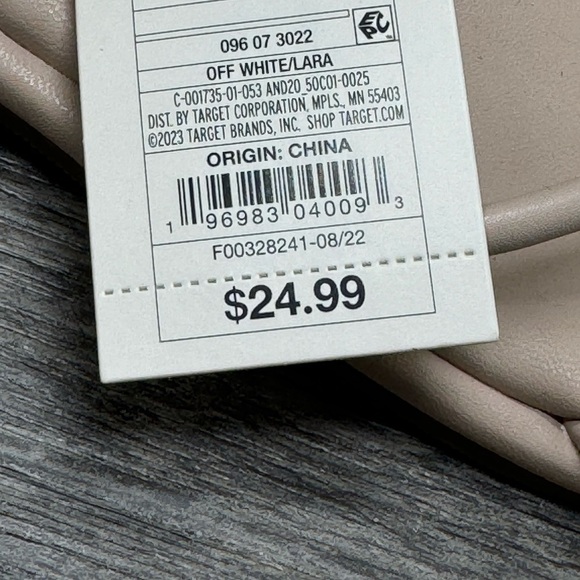 EPC
096 07 3022
OFF WHITE/LARA
C-001735-01-053 AND20_50C01-0025
DIST. BY TARGET CORPORATION, MPLS., MN 55403
©2023 TARGET BRANDS, INC. SHOP TARGET.COM
ORIGIN: CHINA
1 96983 04009 3
F00328241-08/22
$24.99